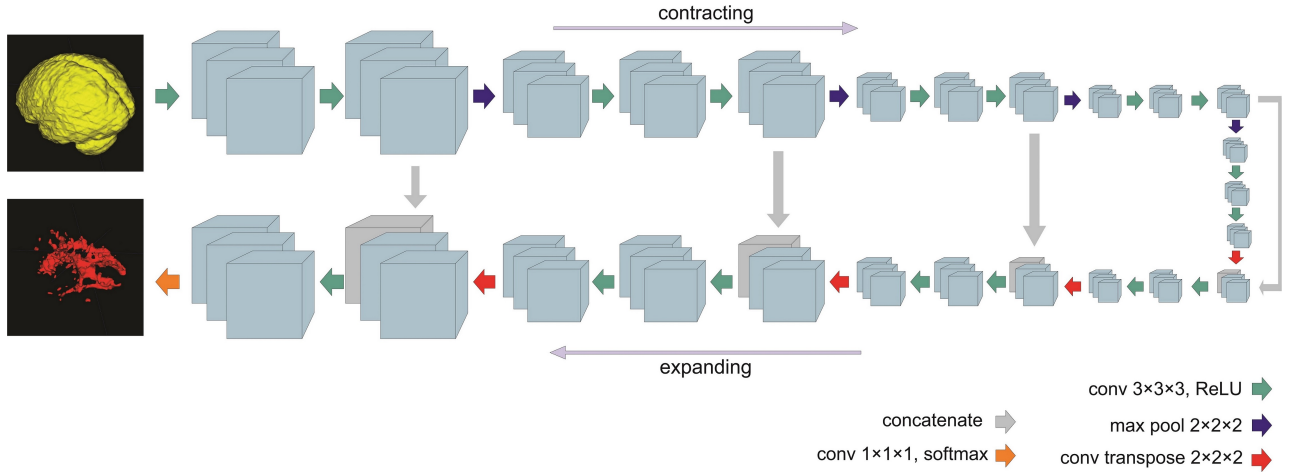 contracting
expanding
conv 3×3×3, ReLU
concatenate
max pool 2×2×2
conv 1×1×1, softmax
conv transpose 2×2×2